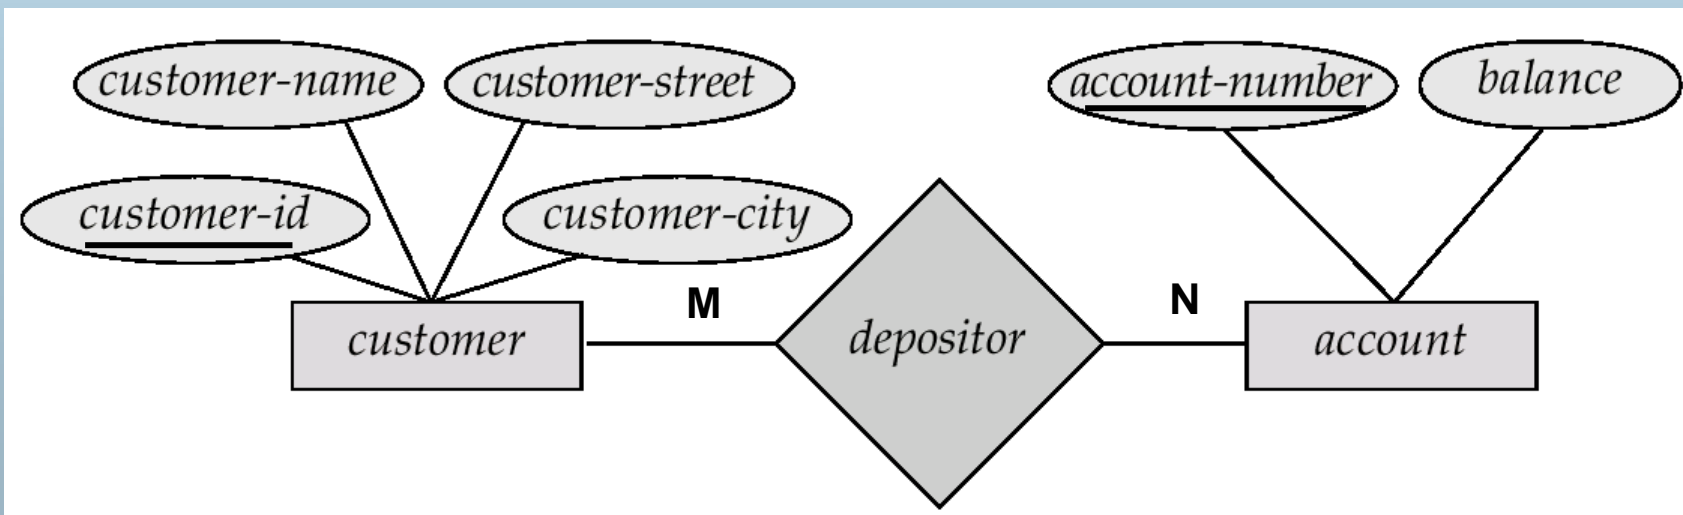 customer-name
customer-street
account-number
balance
customer-id
customer-city
M
N
customer
depositor
account